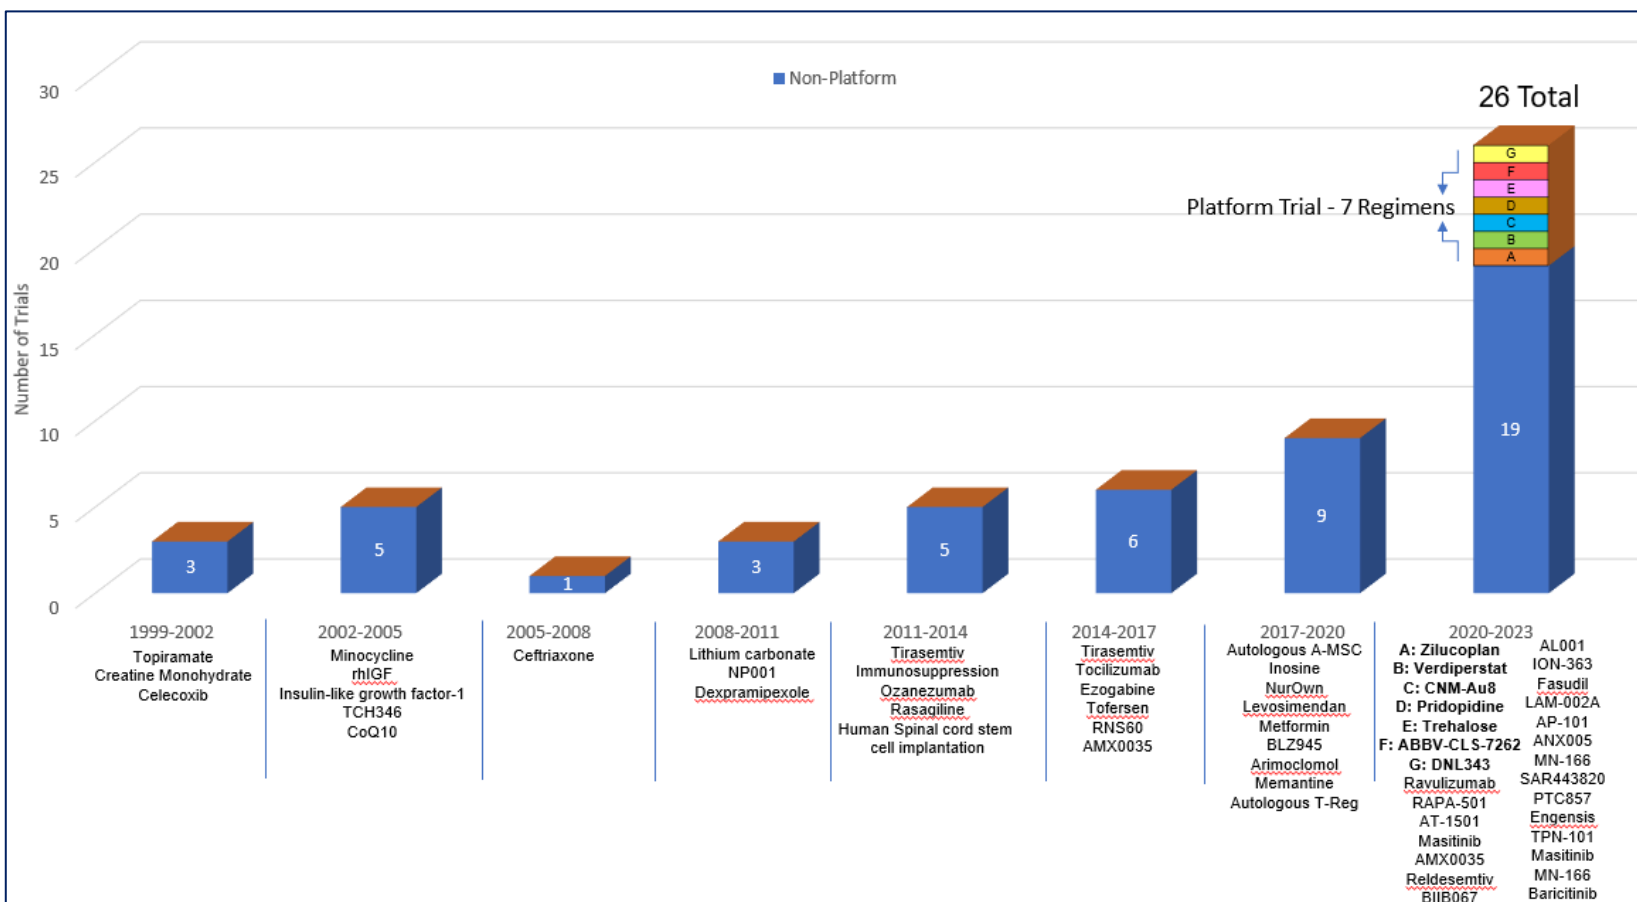 Non-Platform
26 Total
30
25
20
15
10
5
0
Number of Trials
Platform Trial - 7 Regimens
G
F
E
D
C
B
A
3
5
1
3
5
6
9
19
1999-2002
Topiramate
Creatine Monohydrate
Celecoxib
2002-2005
Minocycline
rhIGF
Insulin-like growth factor-1
TCH346
CoQ10
2005-2008
Ceftriaxone
2008-2011
Lithium carbonate
NP001
Dexpramipexole
2011-2014
Tirasemtiv
Immunosuppression
Ozanezumab
Rasagiline
Human Spinal cord stem
cell implantation
2014-2017
Tirasemtiv
Tocilizumab
Ezogabine
Tofersen
RNS60
AMX0035
2017-2020
Autologous A-MSC
Inosine
NurOwn
Levosimendan
Metformin
BLZ945
Arimoclomol
Memantine
Autologous T-Reg
2020-2023
A: Zilucoplan
B: Verdiperstat
C: CNM-Au8
D: Pridopidine
E: Trehalose
F: ABBV-CLS-7262
G: DNL343
Ravulizumab
RAPA-501
AT-1501
Masitinib
AMX0035
Reldesemtiv
BIIB067
AL001
ION-363
Fasudil
LAM-002A
AP-101
ANX005
MN-166
SAR443820
PTC857
Engensis
TPN-101
Masitinib
MN-166
Baricitinib